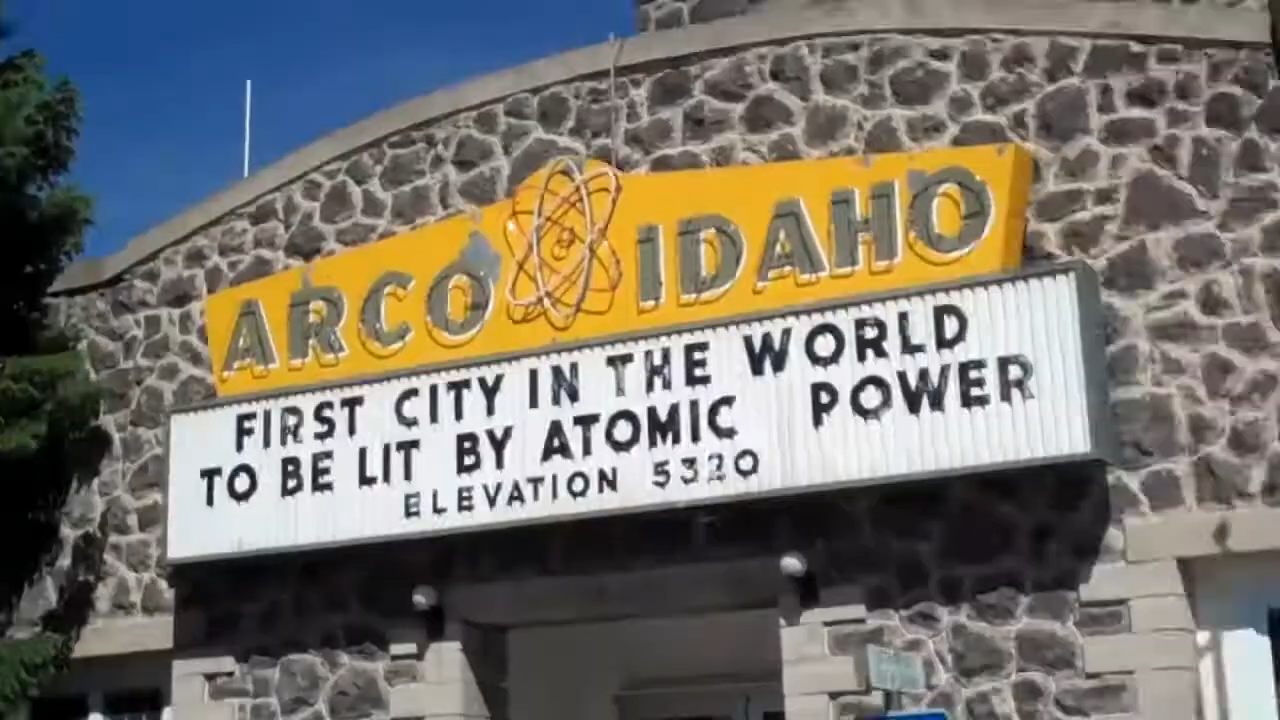 ARCO IDAHO
FIRST CITY IN THE WORLD
TO BE LIT BY ATOMIC POWER
ELEVATION 5320